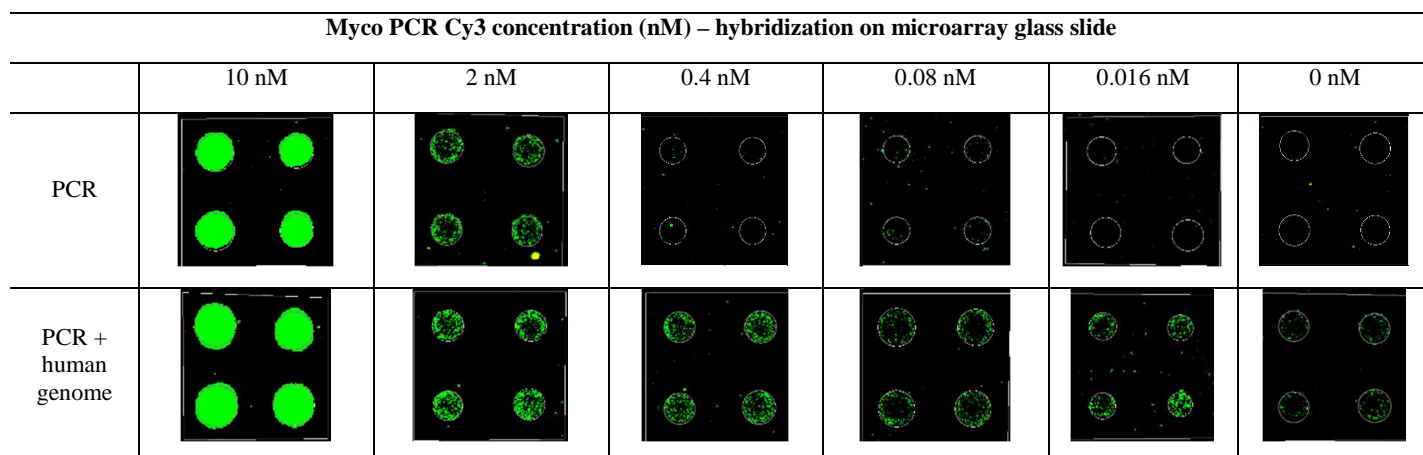 Myco PCR Cy3 concentration (nM) – hybridization on microarray glass slide
10 nM 2 nM 0.4 nM 0.08 nM 0.016 nM 0 nM
PCR
PCR +
human
genome